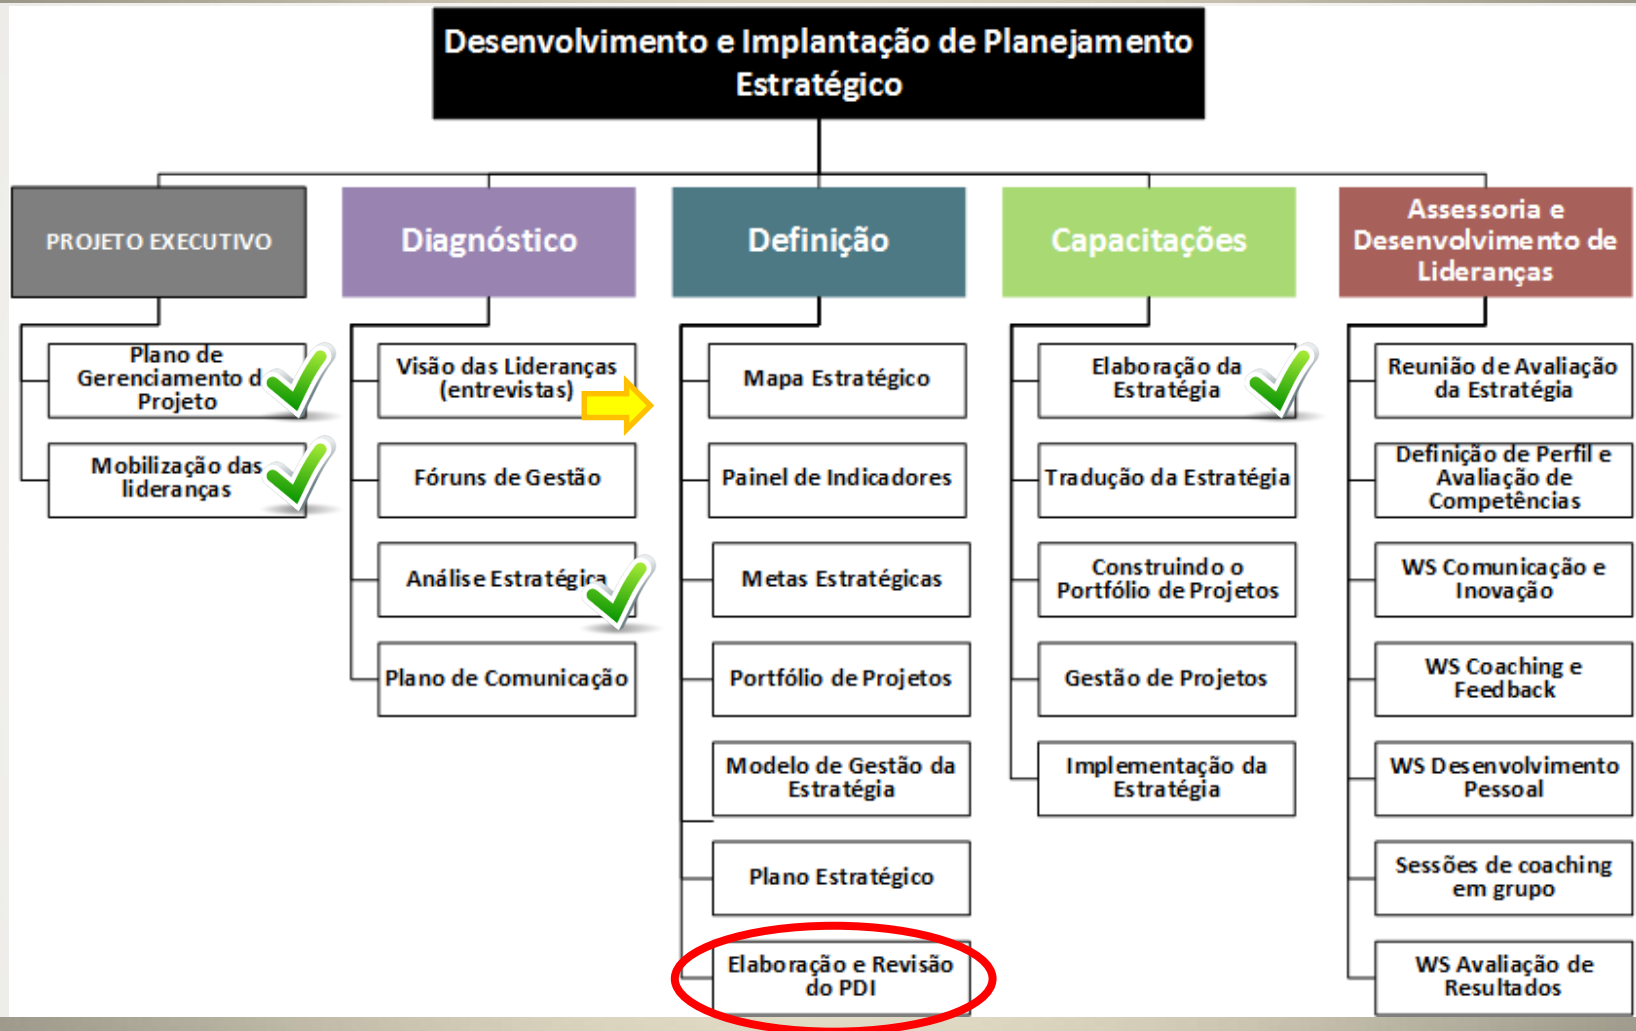 Desenvolvimento e Implantação de Planejamento
Estratégico
PROJETO EXECUTIVO
Plano de
Gerenciamento d
Projeto
Mobilização das
lideranças
Diagnóstico
Visão das Lideranças
(entrevistas)
Fóruns de Gestão
Análise Estratégica
Plano de Comunicação
Definição
Mapa Estratégico
Painel de Indicadores
Metas Estratégicas
Portfólio de Projetos
Modelo de Gestão da
Estratégia
Plano Estratégico
Elaboração e Revisão
do PDI
Capacitações
Elaboração da
Estratégia
Tradução da Estratégia
Construindo o
Portfólio de Projetos
Gestão de Projetos
Implementação da
Estratégia
Assessoria e
Desenvolvimento de
Lideranças
Reunião de Avaliação
da Estratégia
Definição de Perfil e
Avaliação de
Competências
WS Comunicação e
Inovação
WS Coaching e
Feedback
WS Desenvolvimento
Pessoal
Sessões de coaching
em grupo
WS Avaliação de
Resultados